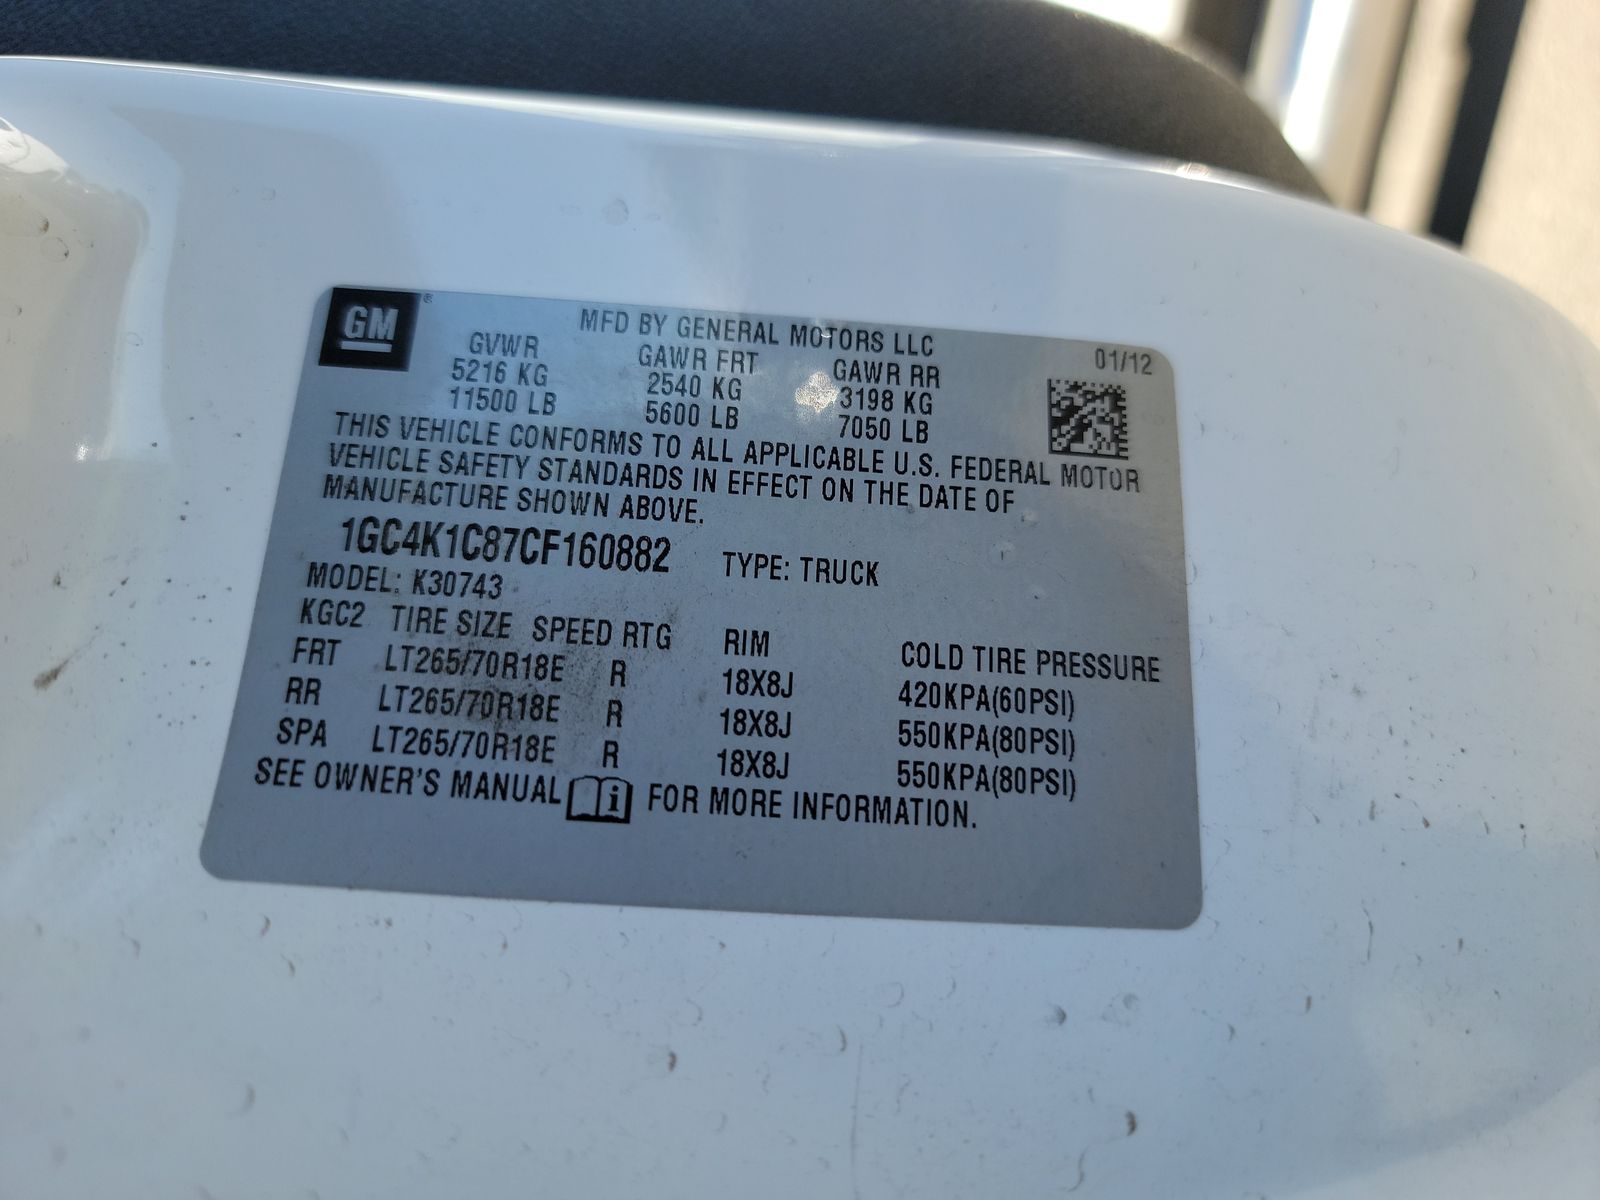 GM ®
MFD BY GENERAL MOTORS LLC
01/12
GVWR GAWR FRT GAWR RR
5216 KG 2540 KG 3198 KG
11500 LB 5600 LB 7050 LB
THIS VEHICLE CONFORMS TO ALL APPLICABLE U.S. FEDERAL MOTOR
VEHICLE SAFETY STANDARDS IN EFFECT ON THE DATE OF
MANUFACTURE SHOWN ABOVE.
1GC4K1C87CF160882 TYPE: TRUCK
MODEL: K30743
KGC2 TIRE SIZE SPEED RTG RIM COLD TIRE PRESSURE
FRT LT265/70R18E R 18X8J 420KPA(60PSI)
RR LT265/70R18E R 18X8J 550KPA(80PSI)
SPA LT265/70R18E R 18X8J 550KPA(80PSI)
SEE OWNER'S MANUAL i FOR MORE INFORMATION.